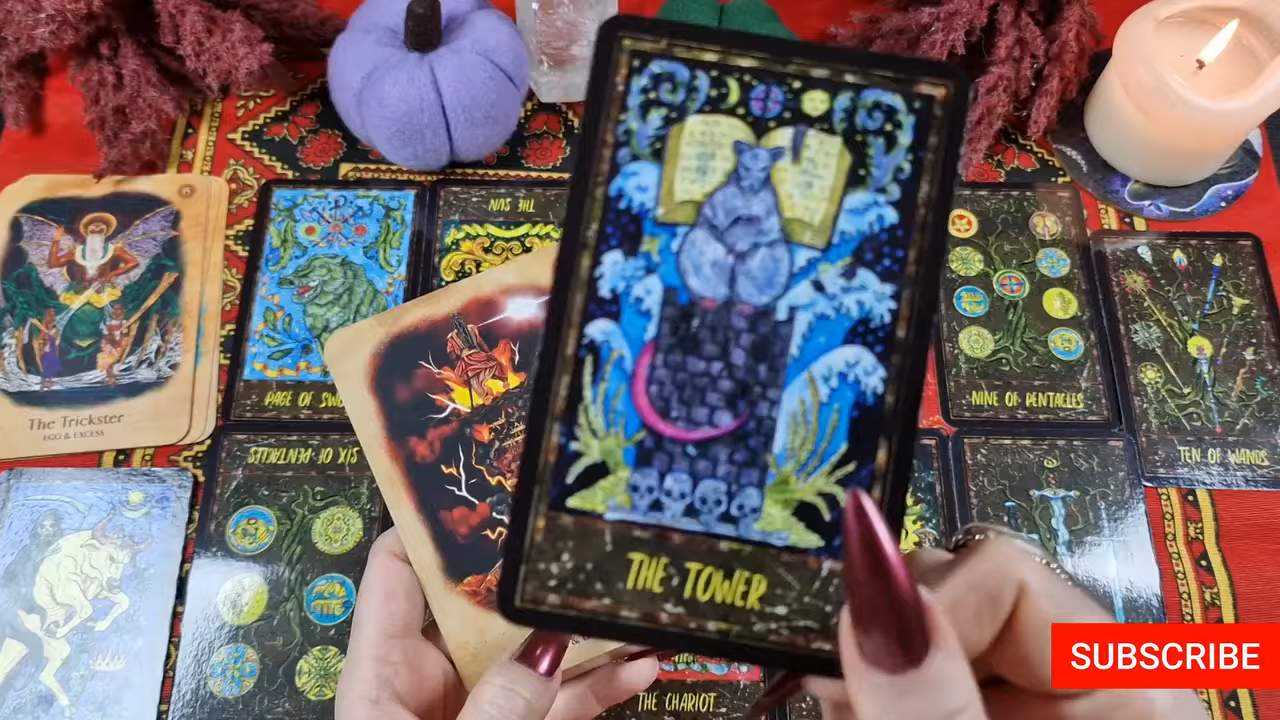 THE SUN
The Trickster
EGO & EXCESS
PAGE OF
NINE OF PENTACLES
TEN OF WANDS
SIX OF PENTACLES
THE TOWER
THE CHARIOT
SUBSCRIBE